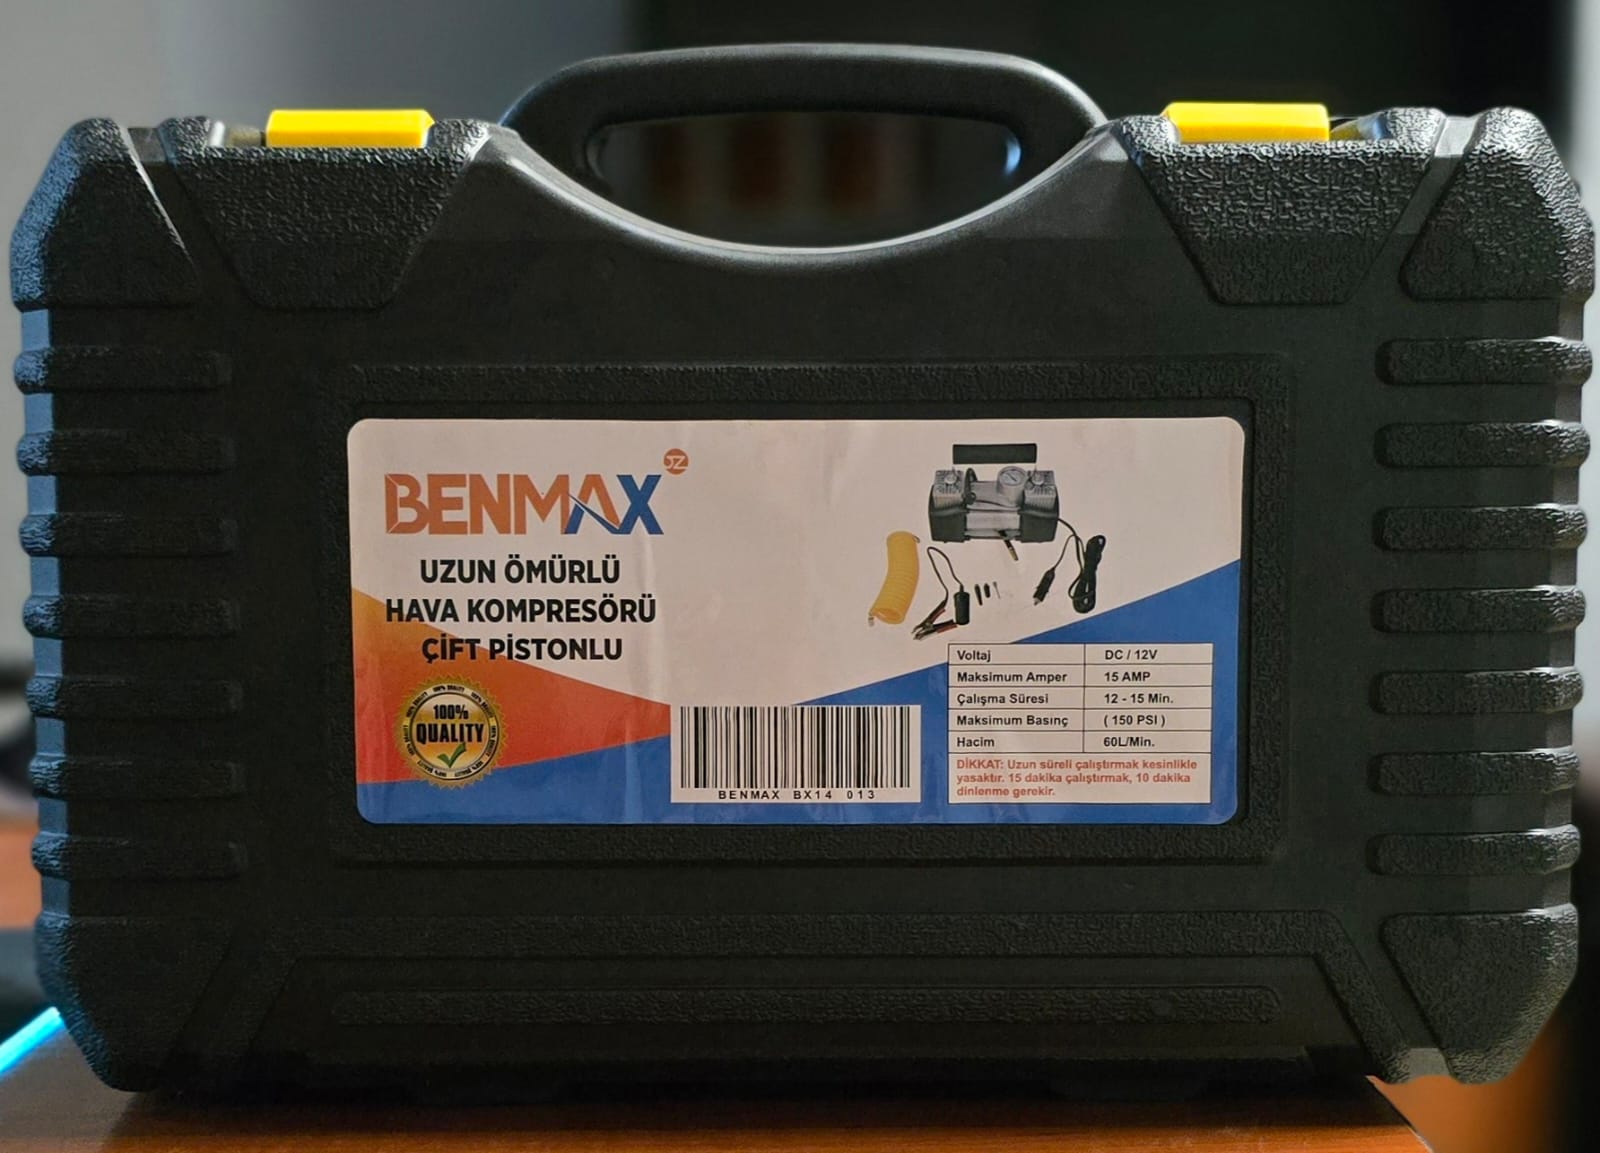 BENMAX JZ
UZUN ÖMÜRLÜ
HAVA KOMPRESÖRÜ
ÇİFT PİSTONLU
100%
QUALITY
BENMAX BX14 013
Voltaj DC / 12V
Maksimum Amper 15 AMP
Çalışma Süresi 12 - 15 Min.
Maksimum Basınç ( 150 PSI )
Hacim 60L/Min.
DİKKAT: Uzun süreli çalıştırmak kesinlikle
yasaktır. 15 dakika çalıştırmak, 10 dakika
dinlenme gerekir.